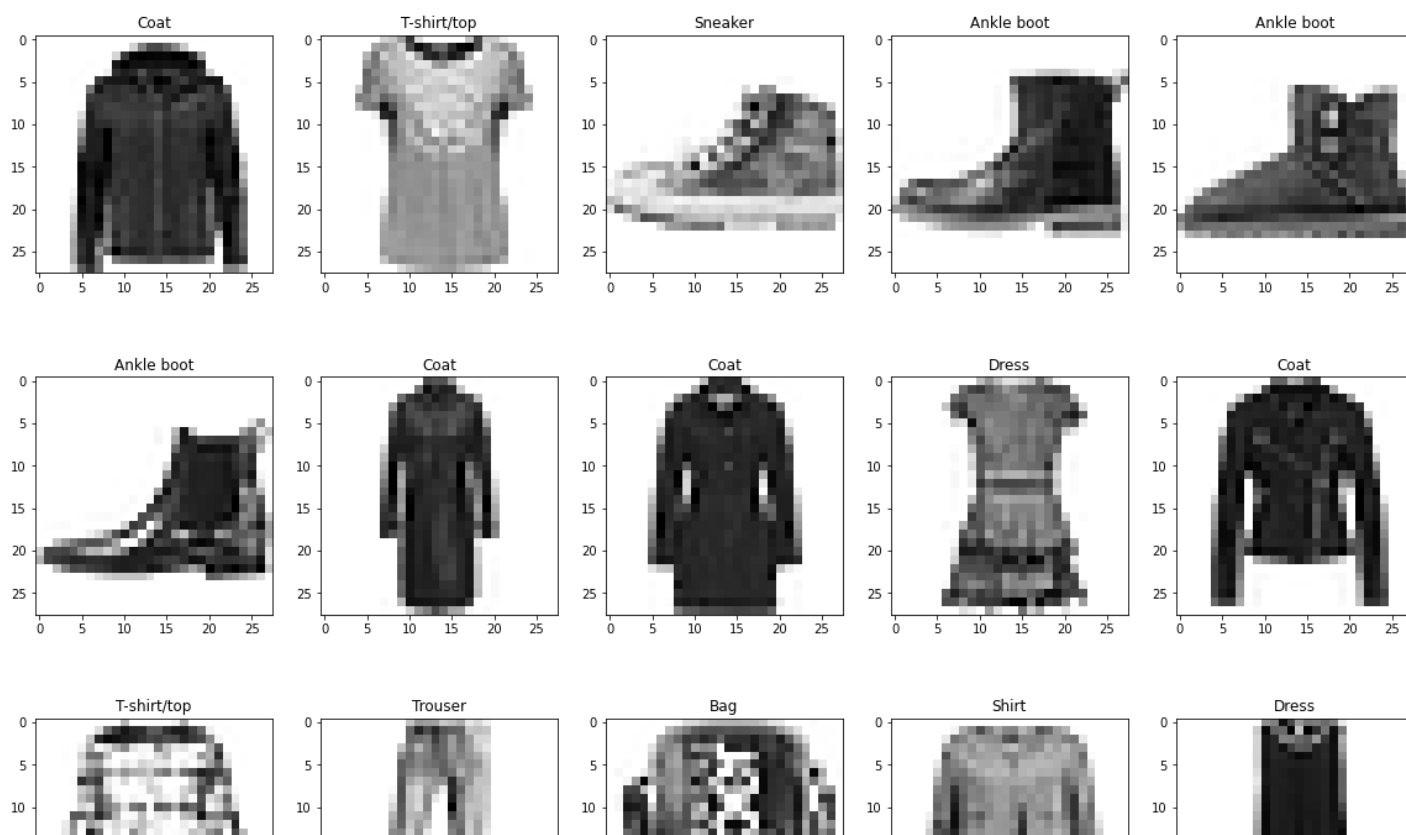 Coat T-shirt/top Sneaker Ankle boot Ankle boot
0 0 0 0 0
5 5 5 5 5
10 10 10 10 10
15 15 15 15 15
20 20 20 20 20
25 25 25 25 25
0 5 10 15 20 25 0 5 10 15 20 25 0 5 10 15 20 25 0 5 10 15 20 25 0 5 10 15 20 25
Ankle boot Coat Coat Dress Coat
0 0 0 0 0
5 5 5 5 5
10 10 10 10 10
15 15 15 15 15
20 20 20 20 20
25 25 25 25 25
0 5 10 15 20 25 0 5 10 15 20 25 0 5 10 15 20 25 0 5 10 15 20 25 0 5 10 15 20 25
T-shirt/top Trouser Bag Shirt Dress
0 0 0 0 0
5 5 5 5 5
10 10 10 10 10